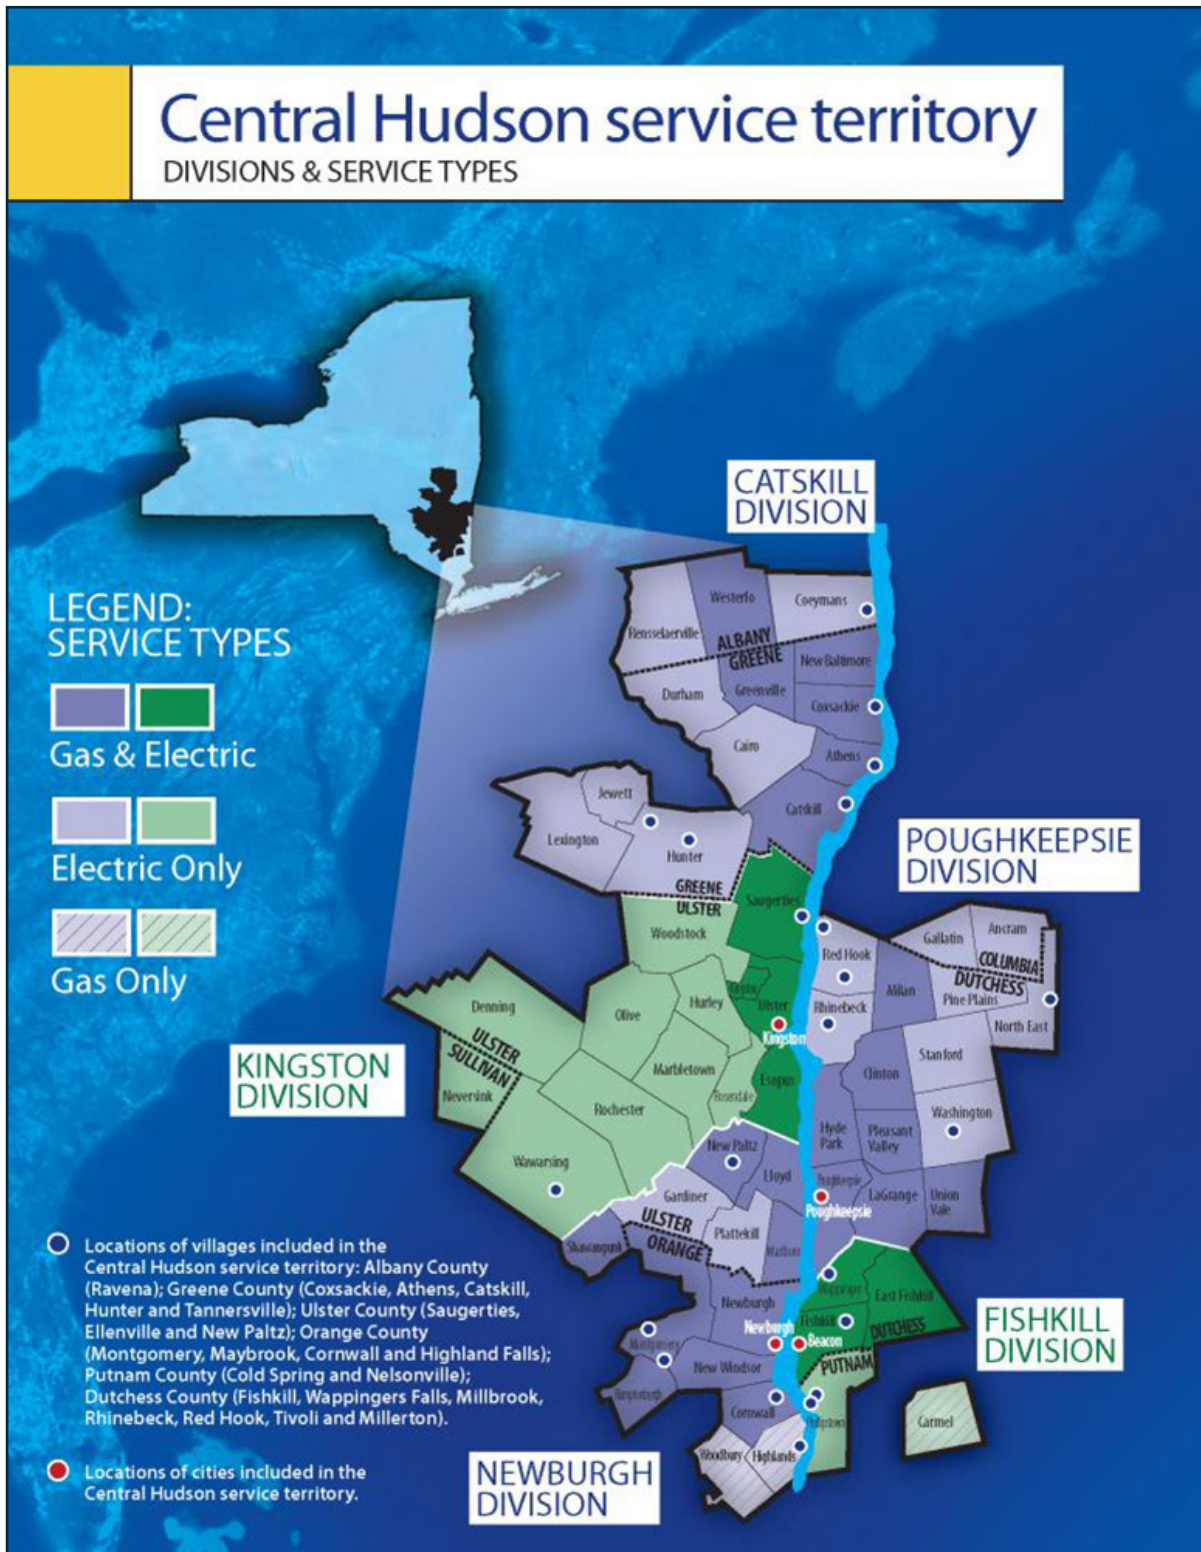 Central Hudson service territory
DIVISIONS & SERVICE TYPES
CATSKILL
DIVISION
LEGEND:
SERVICE TYPES
Gas & Electric
Electric Only
Gas Only
Westerlo
Coeymans
Rensselaerville
ALBANY
GREENE
New Baltimore
Durham
Greenville
Coxsackie
Cairo
Athens
Catskill
Jewett
Lexington
Hunter
GREENE
ULSTER
POUGHKEEPSIE
DIVISION
Saugerties
Woodstock
Red Hook
Gallatin
Ancram
COLUMBIA
DUTCHESS
Milan
Pine Plains
Rhinebeck
North East
Denning
Olive
Hurley
Ulster
Kingston
ULSTER
SULLIVAN
KINGSTON
DIVISION
Neversink
Marbletown
Esopus
Rosendale
Rochester
Wawarsing
Stanford
Clinton
Washington
Hyde
Park
Pleasant
Valley
New Paltz
Lloyd
Poughkeepsie
Poughkeepsie
LaGrange
Union
Vale
Gardiner
ULSTER
ORANGE
Plattekill
Marlboro
Shawangunk
Wappinger
East Fishkill
Newburgh
Fishkill
DUTCHESS
Newburgh
Beacon
PUTNAM
FISHKILL
DIVISION
Montgomery
New Windsor
Hamptonburgh
Cornwall
Philipstown
Carmel
Woodbury
Highlands
NEWBURGH
DIVISION
Locations of villages included in the
Central Hudson service territory: Albany County
(Ravena); Greene County (Coxsackie, Athens, Catskill,
Hunter and Tannersville); Ulster County (Saugerties,
Ellenville and New Paltz); Orange County
(Montgomery, Maybrook, Cornwall and Highland Falls);
Putnam County (Cold Spring and Nelsonville);
Dutchess County (Fishkill, Wappingers Falls, Millbrook,
Rhinebeck, Red Hook, Tivoli and Millerton).
Locations of cities included in the
Central Hudson service territory.